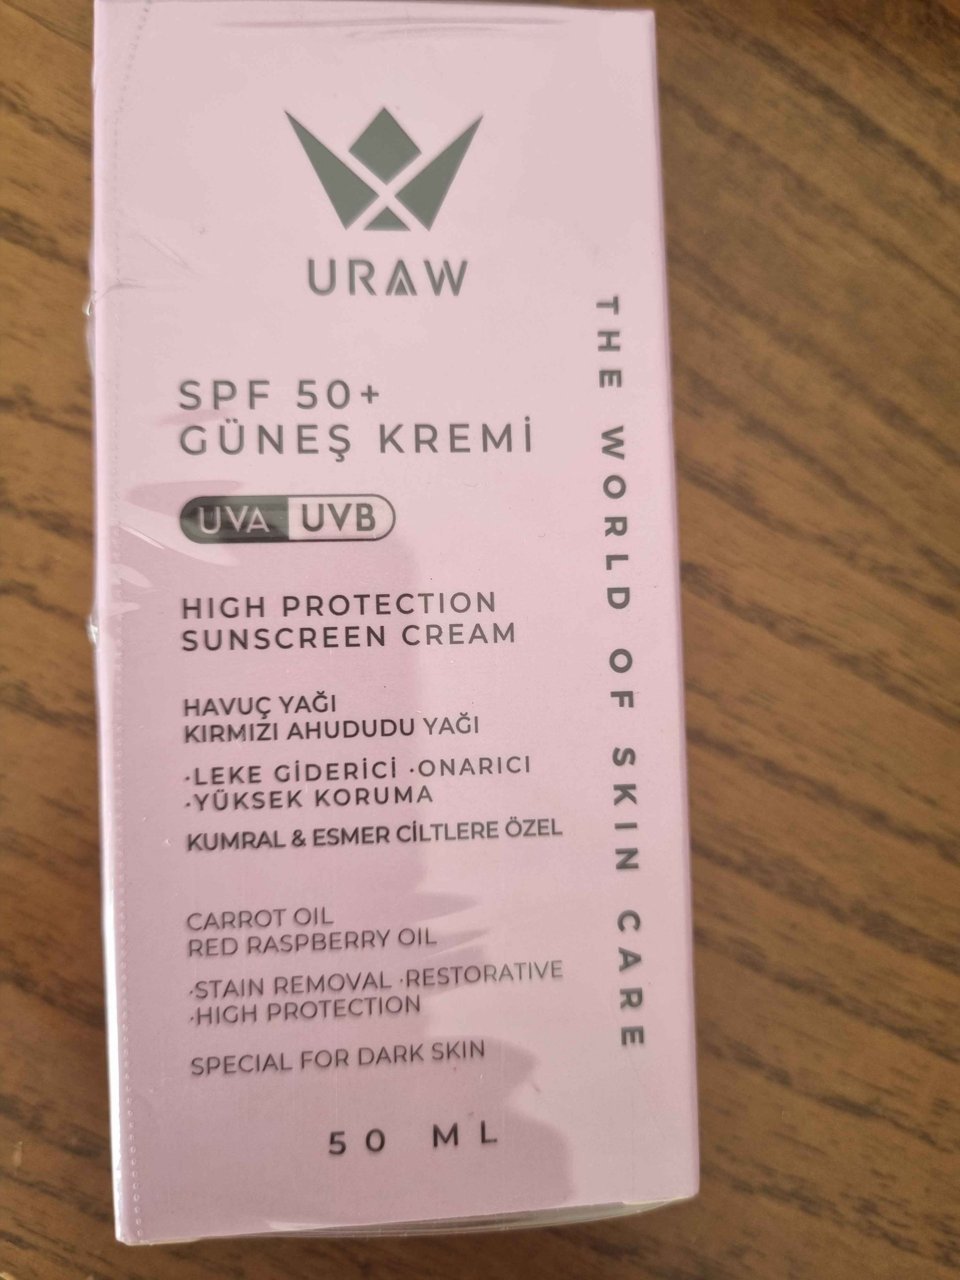 URAW
SPF 50+
GÜNEŞ KREMİ
UVA UVB
HIGH PROTECTION
SUNSCREEN CREAM
HAVUÇ YAĞI
KIRMIZI AHUDUDU YAĞI
·LEKE GİDERİCİ ·ONARICI
·YÜKSEK KORUMA
KUMRAL & ESMER CİLTLERE ÖZEL
CARROT OIL
RED RASPBERRY OIL
·STAIN REMOVAL ·RESTORATIVE
·HIGH PROTECTION
SPECIAL FOR DARK SKIN
50 ML
THE WORLD OF SKIN CARE